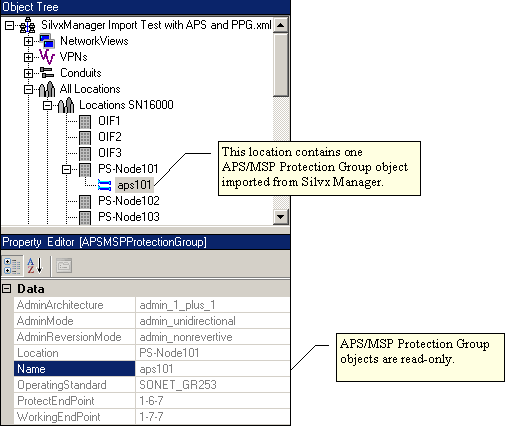 Object Tree
SilvxManager Import Test with APS and PPG.xml
NetworkViews
VPNs
Conduits
All Locations
Locations SN16000
OIF1
OIF2
OIF3
PS-Node101
aps101
PS-Node102
PS-Node103
This location contains one
APS/MSP Protection Group object
imported from Silvx Manager.
Property Editor [APSMSPProtectionGroup]
Data
AdminArchitecture admin_1_plus_1
AdminMode admin_unidirectional
AdminReversionMode admin_nonrevertive
Location PS-Node101
Name aps101
OperatingStandard SONET_GR253
ProtectEndPoint 1-6-7
WorkingEndPoint 1-7-7
APS/MSP Protection Group
objects are read-only.